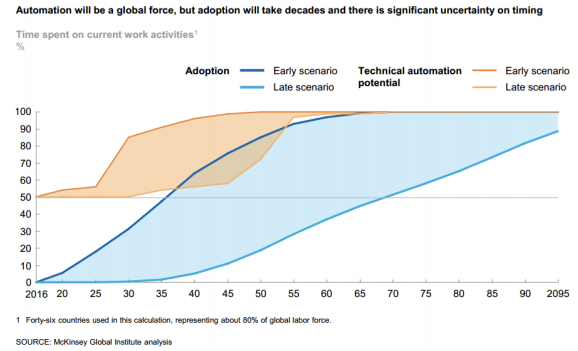 Automation will be a global force, but adoption will take decades and there is significant uncertainty on timing
Time spent on current work activities1
%
Adoption
Early scenario
Late scenario
Technical automation potential
Early scenario
Late scenario
100
90
80
70
60
50
40
30
20
10
0
2016 20 25 30 35 40 45 50 55 60 65 70 75 80 85 90 2095
1 Forty-six countries used in this calculation, representing about 80% of global labor force.
SOURCE: McKinsey Global Institute analysis